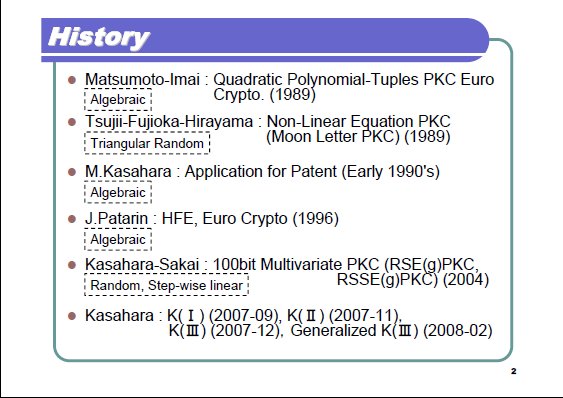 History
Matsumoto-Imai : Quadratic Polynomial-Tuples PKC Euro
Crypto. (1989)
Algebraic
Tsujii-Fujioka-Hirayama : Non-Linear Equation PKC
(Moon Letter PKC) (1989)
Triangular Random
M.Kasahara : Application for Patent (Early 1990's)
Algebraic
J.Patarin : HFE, Euro Crypto (1996)
Algebraic
Kasahara-Sakai : 100bit Multivariate PKC (RSE(g)PKC,
RSSE(g)PKC) (2004)
Random, Step-wise linear
Kasahara : K(Ⅰ) (2007-09), K(Ⅱ) (2007-11),
K(Ⅲ) (2007-12), Generalized K(Ⅲ) (2008-02)
2